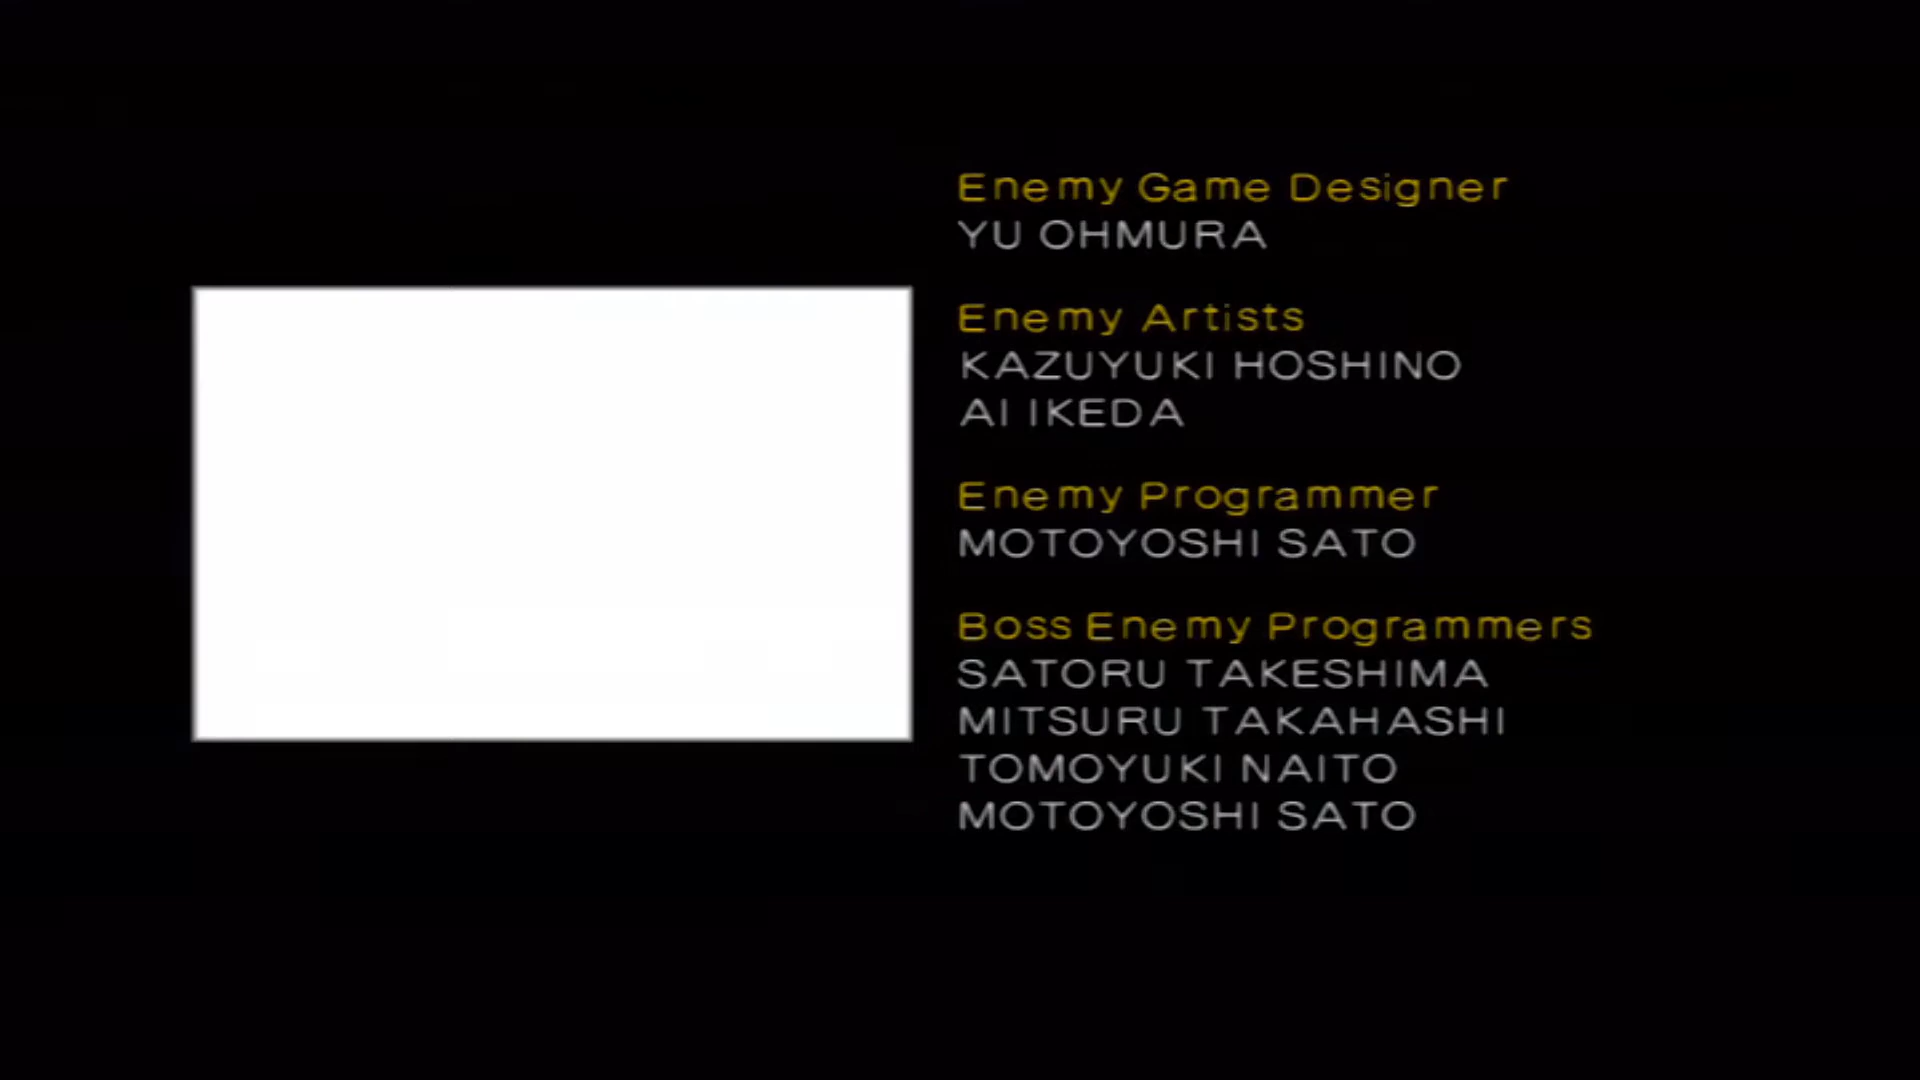 Enemy Game Designer
YU OHMURA
Enemy Artists
KAZUYUKI HOSHINO
AI IKEDA
Enemy Programmer
MOTOYOSHI SATO
Boss Enemy Programmers
SATORU TAKESHIMA
MITSURU TAKAHASHI
TOMOYUKI NAITO
MOTOYOSHI SATO